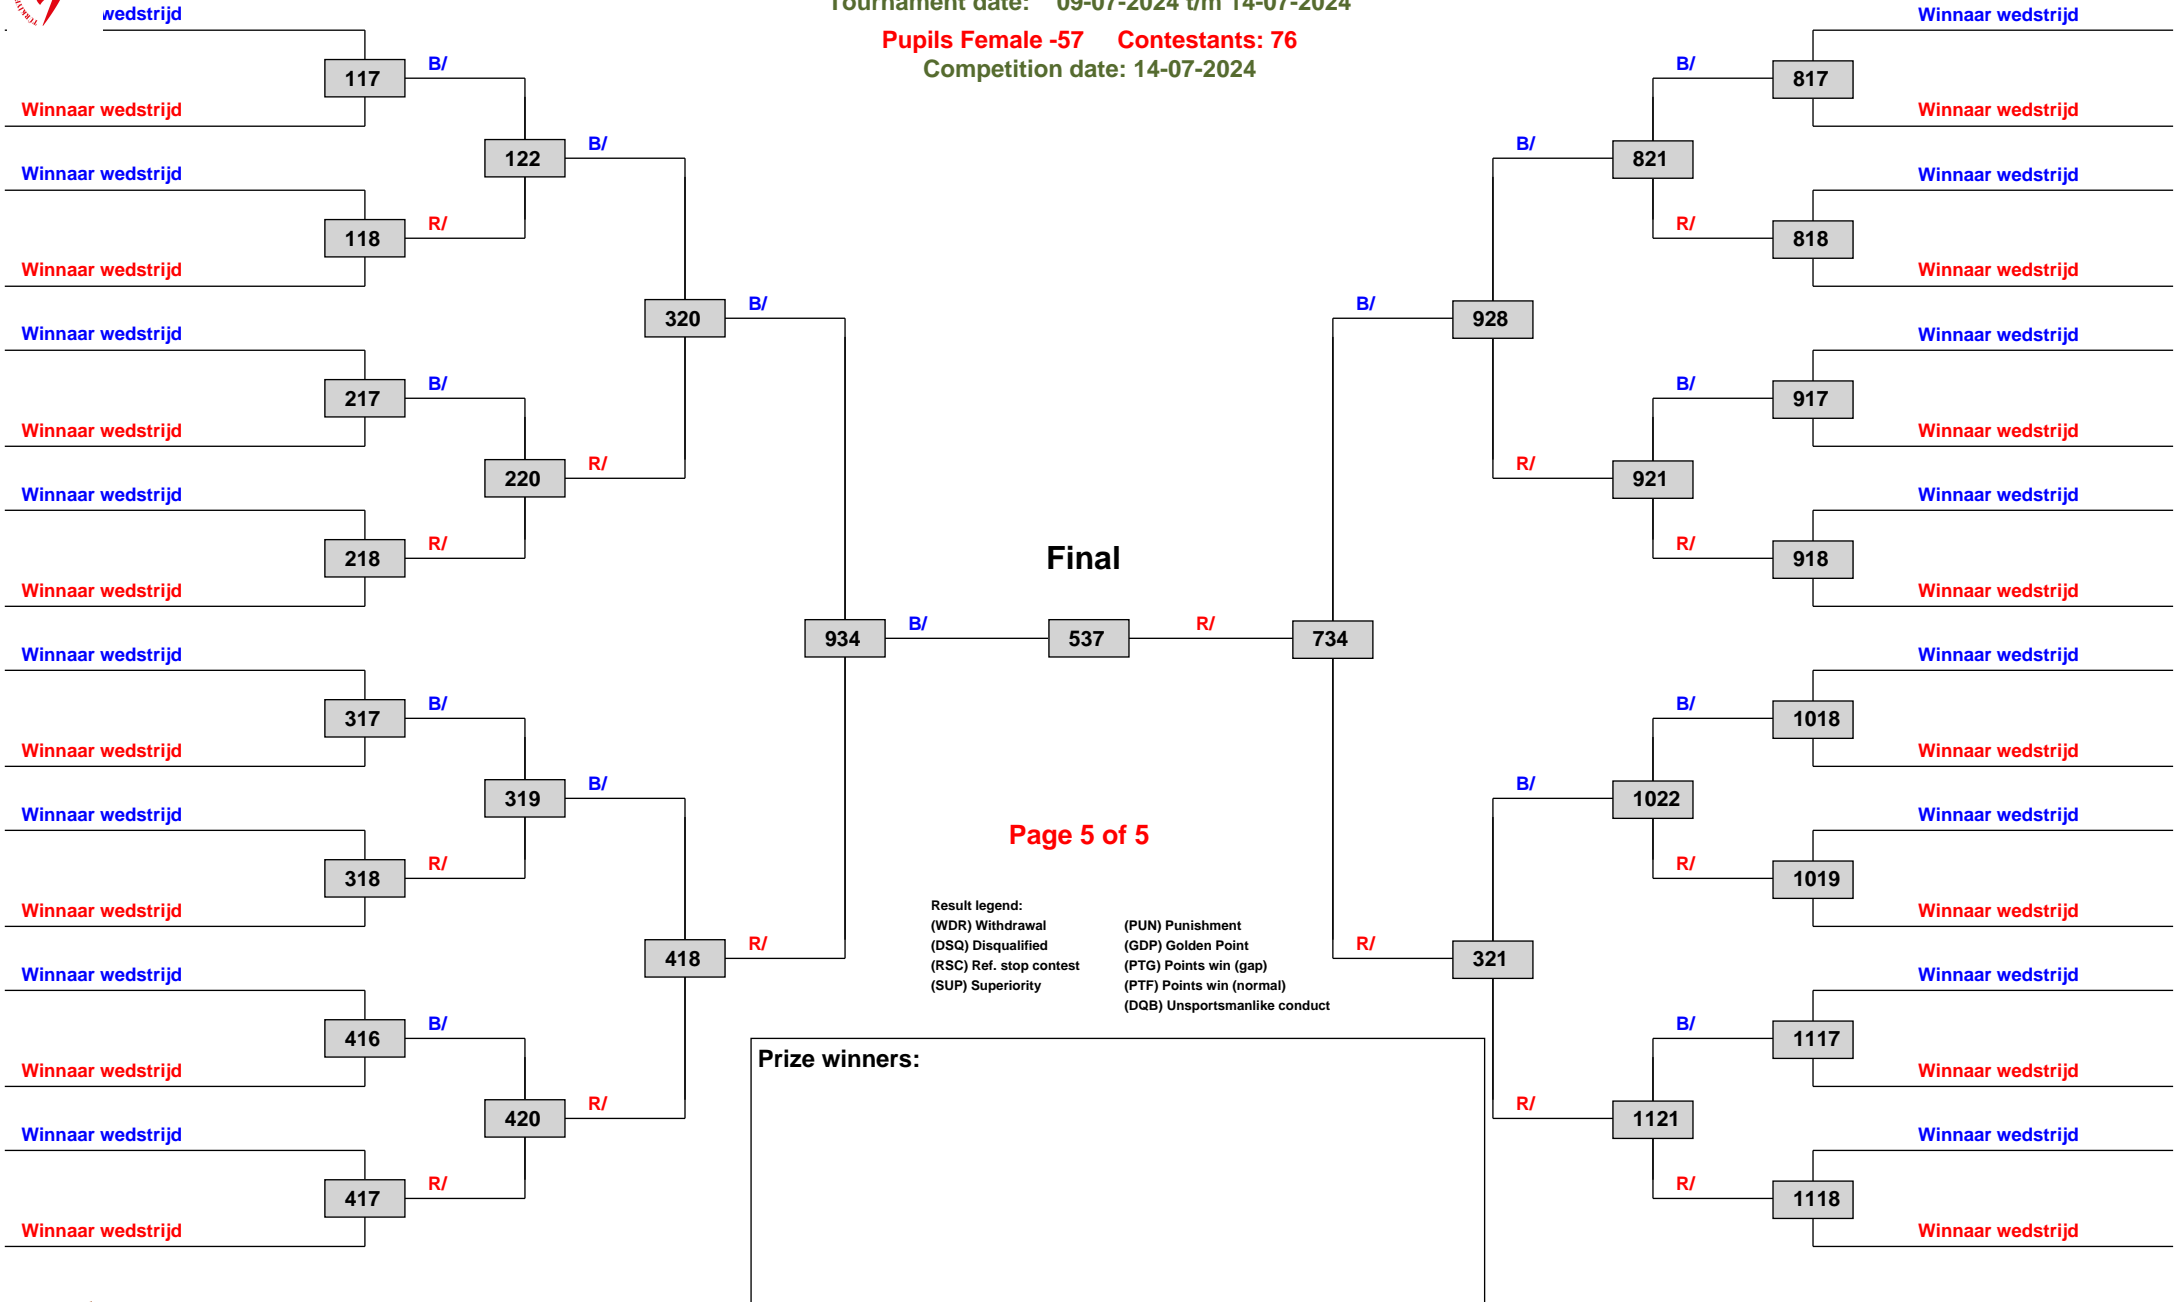 wedstrijd
Tournament date: 09-07-2024 t/m 14-07-2024
Pupils Female -57 Contestants: 76
Competition date: 14-07-2024
117
B/
Winnaar wedstrijd
122
B/
Winnaar wedstrijd
118
R/
Winnaar wedstrijd
320
B/
Winnaar wedstrijd
217
B/
Winnaar wedstrijd
220
R/
Winnaar wedstrijd
218
R/
Winnaar wedstrijd
934
B/
Winnaar wedstrijd
317
B/
Winnaar wedstrijd
319
B/
Winnaar wedstrijd
318
R/
Winnaar wedstrijd
418
R/
Winnaar wedstrijd
416
B/
Winnaar wedstrijd
420
R/
Winnaar wedstrijd
417
R/
Winnaar wedstrijd
Final
537
R/
734
Page 5 of 5
Result legend:
(WDR) Withdrawal
(DSQ) Disqualified
(RSC) Ref. stop contest
(SUP) Superiority
(PUN) Punishment
(GDP) Golden Point
(PTG) Points win (gap)
(PTF) Points win (normal)
(DQB) Unsportsmanlike conduct
Prize winners:
Winnaar wedstrijd
B/
817
Winnaar wedstrijd
B/
821
Winnaar wedstrijd
R/
818
Winnaar wedstrijd
B/
928
Winnaar wedstrijd
B/
917
Winnaar wedstrijd
R/
921
Winnaar wedstrijd
R/
918
Winnaar wedstrijd
Winnaar wedstrijd
B/
1018
Winnaar wedstrijd
B/
1022
Winnaar wedstrijd
R/
1019
Winnaar wedstrijd
R/
321
Winnaar wedstrijd
B/
1117
Winnaar wedstrijd
R/
1121
Winnaar wedstrijd
R/
1118
Winnaar wedstrijd